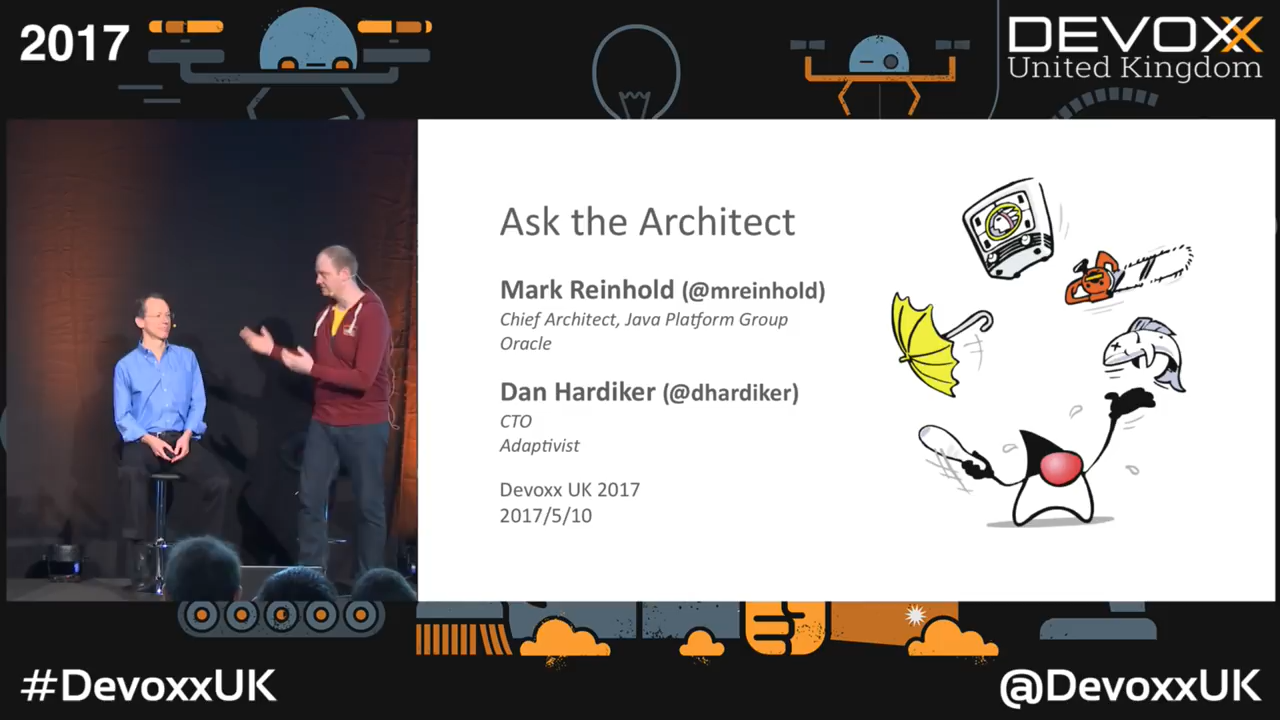 2017
DEVOXX
United Kingdom
Ask the Architect
Mark Reinhold (@mreinhold)
Chief Architect, Java Platform Group
Oracle
Dan Hardiker (@dhardiker)
CTO
Adaptivist
Devoxx UK 2017
2017/5/10
#DevoxxUK
@DevoxxUK